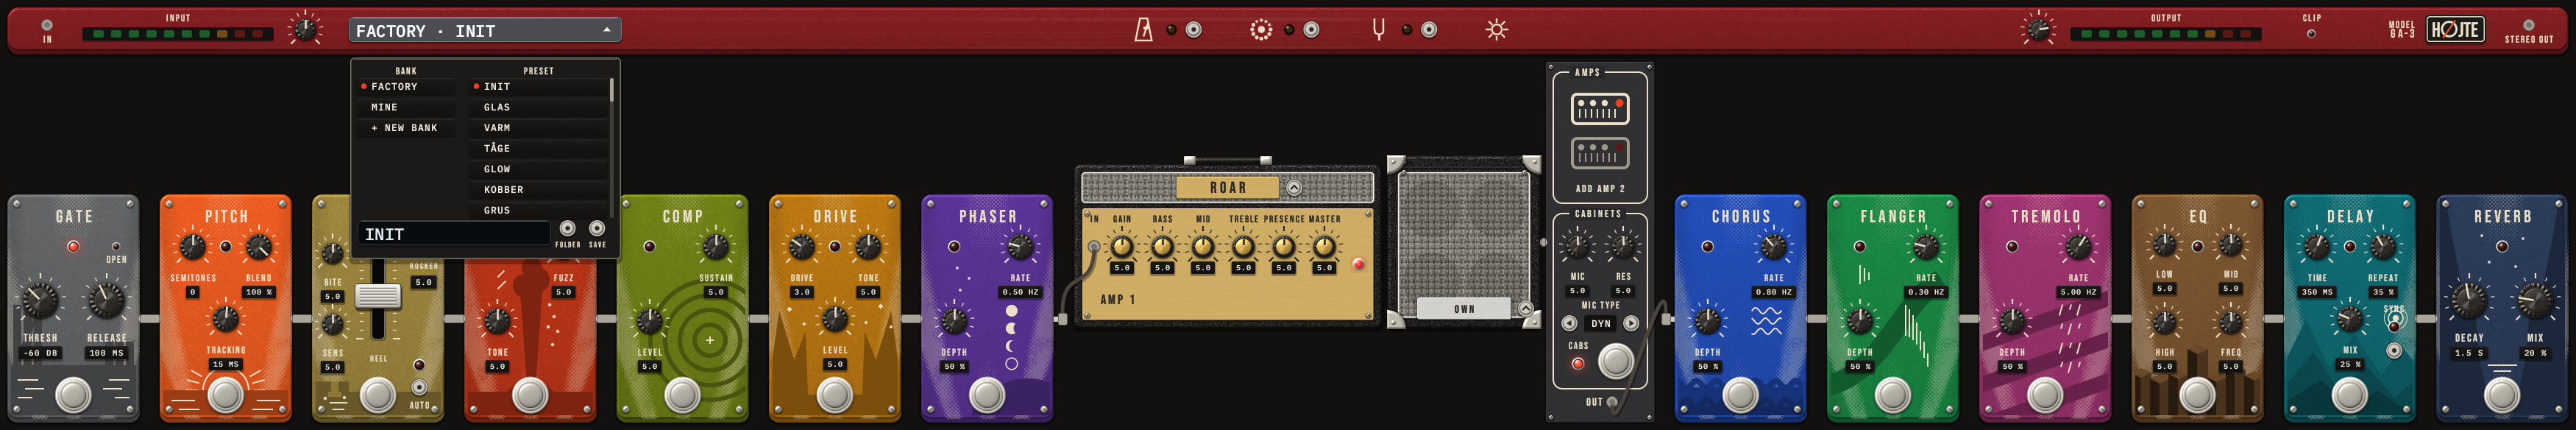 INPUT
IN
FACTORY · INIT
OUTPUT
CLIP
MODEL
GA-3
HØJTE
STEREO OUT
BANK
PRESET
FACTORY
MINE
+ NEW BANK
INIT
GLAS
VARM
TÅGE
GLOW
KOBBER
GRUS
INIT
FOLDER
SAVE
GATE
OPEN
THRESH
-60 DB
RELEASE
100 MS
PITCH
SEMITONES
0
BLEND
100 %
TRACKING
15 MS
BITE
5.0
ROCKER
5.0
SENS
5.0
HEEL
AUTO
FUZZ
5.0
TONE
5.0
COMP
SUSTAIN
5.0
LEVEL
5.0
DRIVE
DRIVE
3.0
TONE
5.0
LEVEL
5.0
PHASER
RATE
0.50 HZ
DEPTH
50 %
ROAR
IN
GAIN
BASS
MID
TREBLE
PRESENCE
MASTER
5.0
5.0
5.0
5.0
5.0
5.0
AMP 1
OWN
AMPS
ADD AMP 2
CABINETS
MIC
5.0
RES
5.0
MIC TYPE
DYN
CABS
OUT
CHORUS
RATE
0.80 HZ
DEPTH
50 %
FLANGER
RATE
0.30 HZ
DEPTH
50 %
TREMOLO
RATE
5.00 HZ
DEPTH
50 %
EQ
LOW
5.0
MID
5.0
HIGH
5.0
FREQ
5.0
DELAY
TIME
350 MS
REPEAT
35 %
SYNC
MIX
25 %
REVERB
DECAY
1.5 S
MIX
20 %